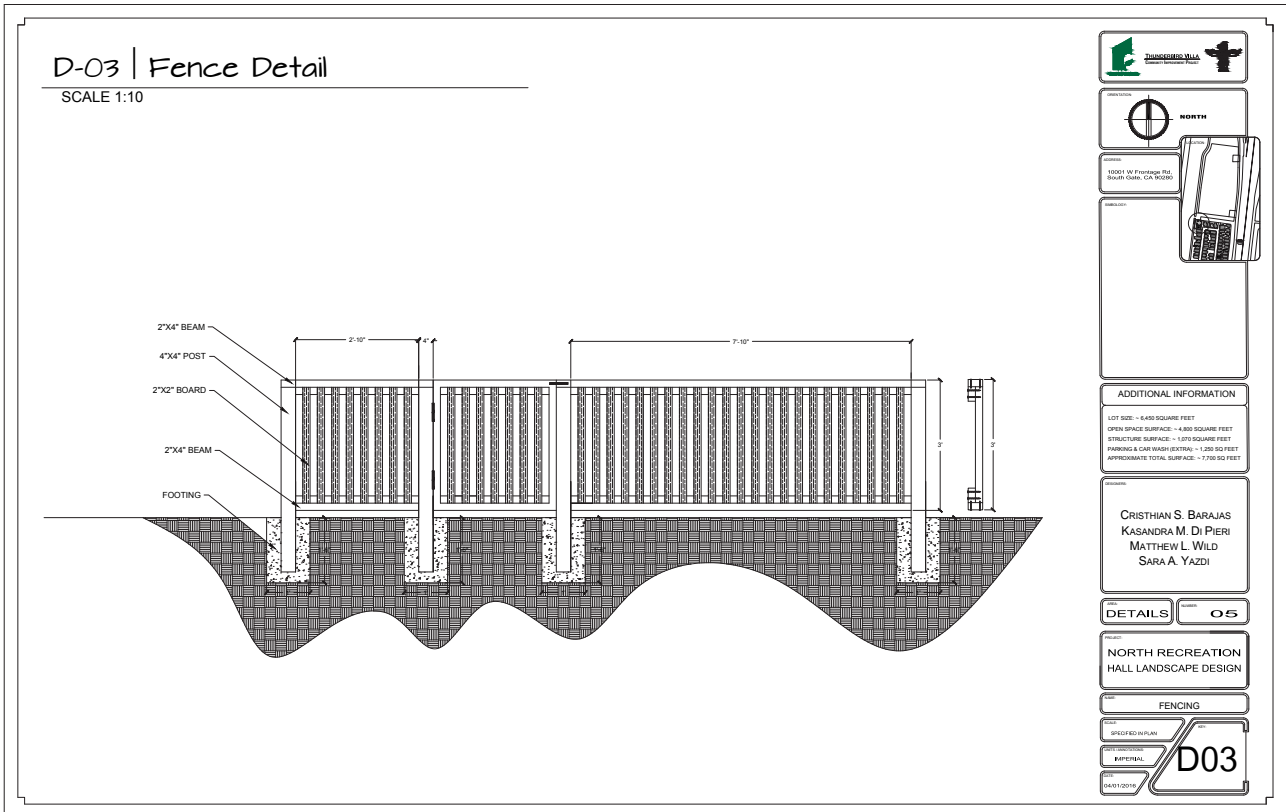 D-03 | Fence Detail
SCALE 1:10
2"X4" BEAM
4"X4" POST
2"X2" BOARD
2"X4" BEAM
FOOTING
2'-10"
4"
7'-10"
3'
3'
THUNDERBIRD VILLA
COMMUNITY IMPROVEMENT PROJECT
ORIENTATION:
NORTH
LOCATION:
ADDRESS:
10001 W Frontage Rd,
South Gate, CA 90280
SIMBOLOGY:
ADDITIONAL INFORMATION
LOT SIZE: ~ 6,450 SQUARE FEET
OPEN SPACE SURFACE: ~ 4,800 SQUARE FEET
STRUCTURE SURFACE: ~ 1,070 SQUARE FEET
PARKING & CAR WASH (EXTRA): ~ 1,250 SQ FEET
APPROXIMATE TOTAL SURFACE: ~ 7,700 SQ FEET
DESIGNERS:
CRISTHIAN S. BARAJAS
KASANDRA M. DI PIERI
MATTHEW L. WILD
SARA A. YAZDI
AREA:
DETAILS
NUMBER:
05
PROJECT:
NORTH RECREATION
HALL LANDSCAPE DESIGN
NAME:
FENCING
SCALE:
SPECIFIED IN PLAN
UNITS / ANNOTATIONS:
IMPERIAL
DATE:
04/01/2016
KEY:
D03